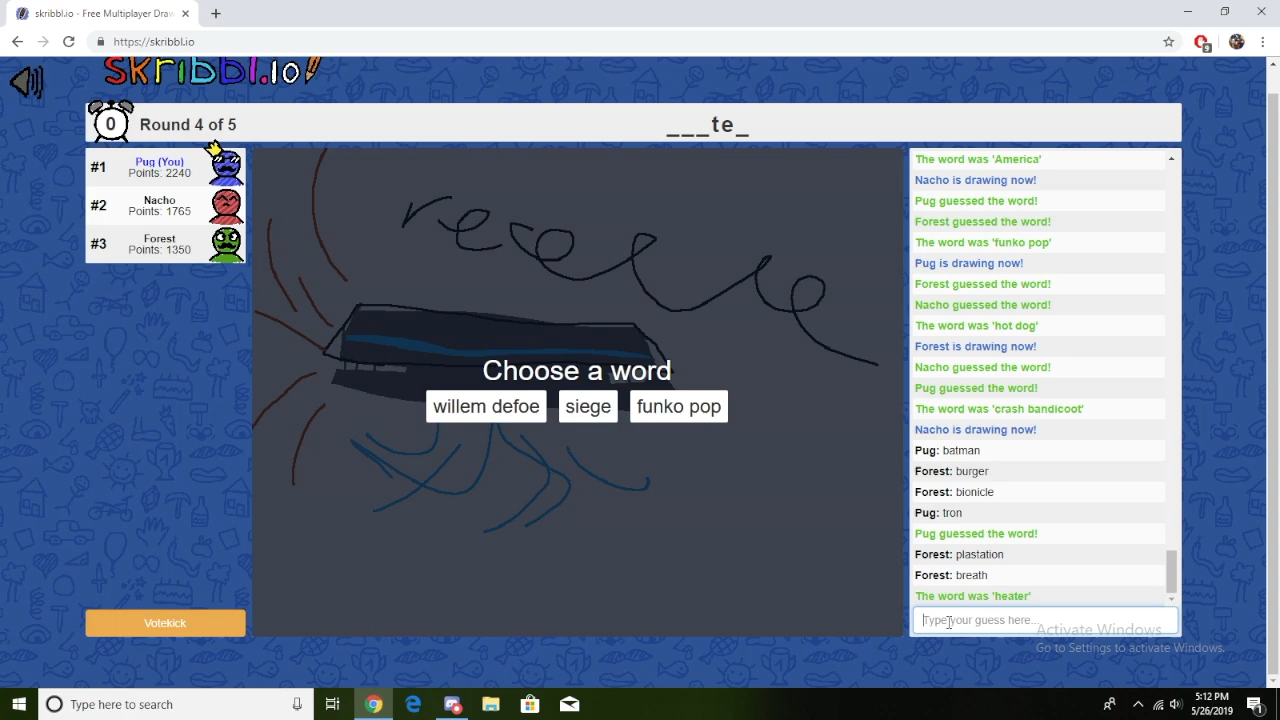 skribbl.io - Free Multiplayer Draw
https://skribbl.io
9
skribbl.io
0
Round 4 of 5
___te_
#1
Pug (You)
Points: 2240
#2
Nacho
Points: 1765
#3
Forest
Points: 1350
Votekick
Choose a word
willem defoe
siege
funko pop
The word was 'America'
Nacho is drawing now!
Pug guessed the word!
Forest guessed the word!
The word was 'funko pop'
Pug is drawing now!
Forest guessed the word!
Nacho guessed the word!
The word was 'hot dog'
Forest is drawing now!
Nacho guessed the word!
Pug guessed the word!
The word was 'crash bandicoot'
Nacho is drawing now!
Pug: batman
Forest: burger
Forest: bionicle
Pug: tron
Pug guessed the word!
Forest: plastation
Forest: breath
The word was 'heater'
Type your guess here...
Activate Windows
Go to Settings to activate Windows.
Type here to search
5:12 PM
5/26/2019
1